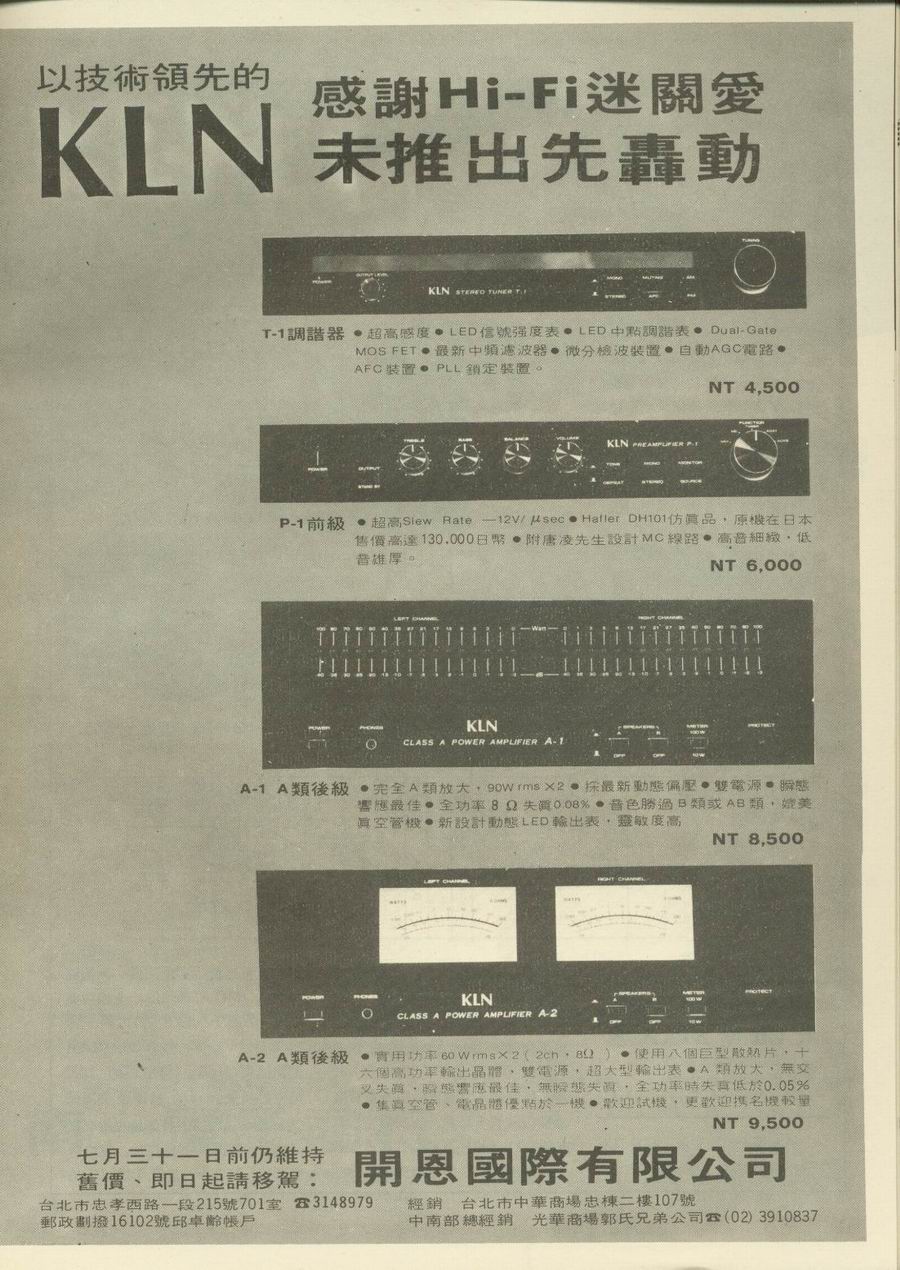 以技術領先的
KLN
感謝Hi-Fi迷關愛
未推出先轟動
POWER
OUTPUT LEVEL
KLN STEREO TUNER T-1
MONO MUTING AM
STEREO AFC FM
TUNING
T-1調諧器 ●超高感度●LED信號强度表●LED中點調諧表●Dual-Gate
MOS FET●最新中頻濾波器●微分檢波裝置●自動AGC電路●
AFC裝置●PLL鎖定裝置。
NT 4,500
POWER
OUTPUT
STAND BY
TREBLE BASS BALANCE VOLUME
KLN PREAMPLIFIER P-1
TONE MONO MONITOR
DEFEAT STEREO SOURCE
FUNCTION
TUNER
P-1前級 ●超高Slew Rate —12V/μsec●Hafler DH101仿眞品，原機在日本
售價高達130.000日幣●附唐凌先生設計MC線路●高音細緻，低
音雄厚。
NT 6,000
LEFT CHANNEL RIGHT CHANNEL
Watt
dB
POWER PHONES
KLN
CLASS A POWER AMPLIFIER A-1
SPEAKERS
A B
OFF OFF
METER
100W
10W
PROTECT
A-1 A類後級 ●完全A類放大，90W rms×2●採最新動態偏壓●雙電源●瞬態
響應最佳●全功率8Ω失眞0.08%●音色勝過B類或AB類，媲美
眞空管機●新設計動態LED輸出表，靈敏度高
NT 8,500
LEFT CHANNEL RIGHT CHANNEL
WATTS
WATTS
POWER PHONES
KLN
CLASS A POWER AMPLIFIER A-2
SPEAKERS
A B
OFF OFF
METER
100W
10W
PROTECT
A-2 A類後級 ●實用功率60Wrms×2（2ch，8Ω）●使用八個巨型散熱片，十
六個高功率輸出晶體，雙電源，超大型輸出表●A類放大，無交
叉失眞，瞬態響應最佳，無瞬態失眞，全功率時失眞低於0.05%
●集眞空管、電晶體優點於一機●歡迎試機，更歡迎携名機較量
NT 9,500
七月三十一日前仍維持
舊價、即日起請移駕：
開恩國際有限公司
台北市忠孝西路一段215號701室 ☎3148979
郵政劃撥16102號邱卓齡帳戶
經銷 台北市中華商場忠棟二樓107號
中南部總經銷 光華商場郭氏兄弟公司☎(02) 3910837